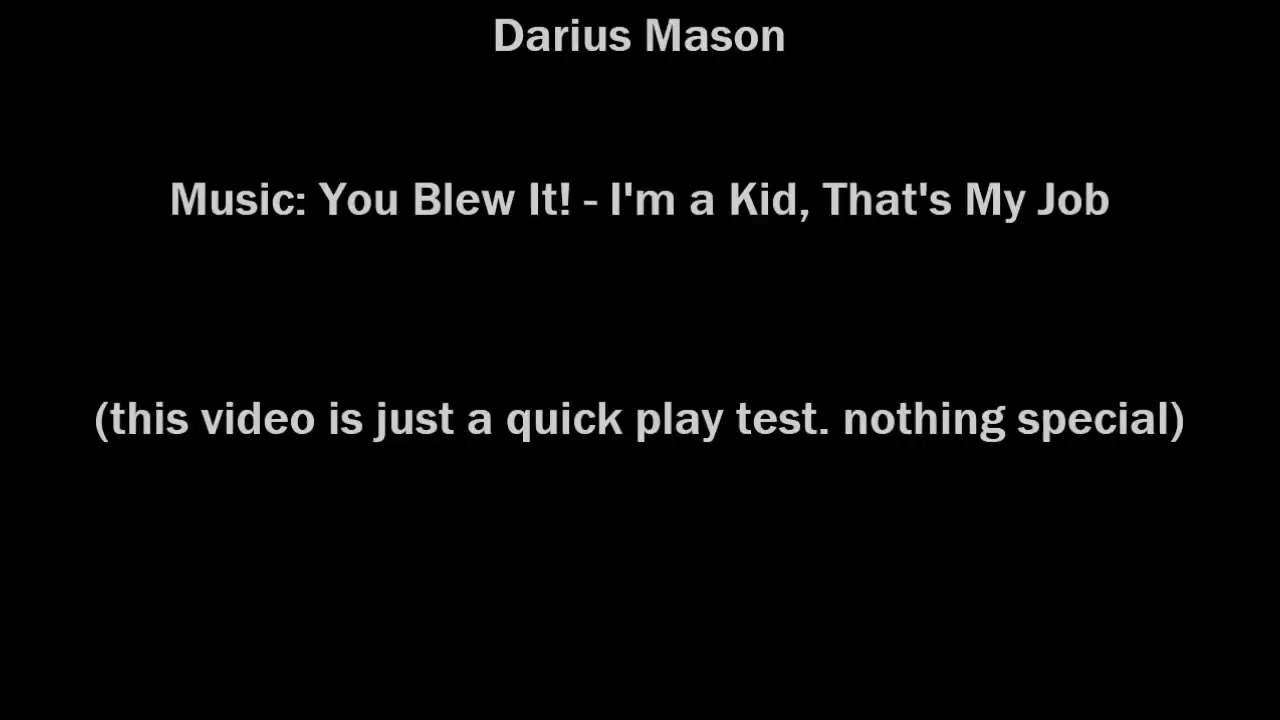 Darius Mason
Music: You Blew It! - I'm a Kid, That's My Job
(this video is just a quick play test. nothing special)